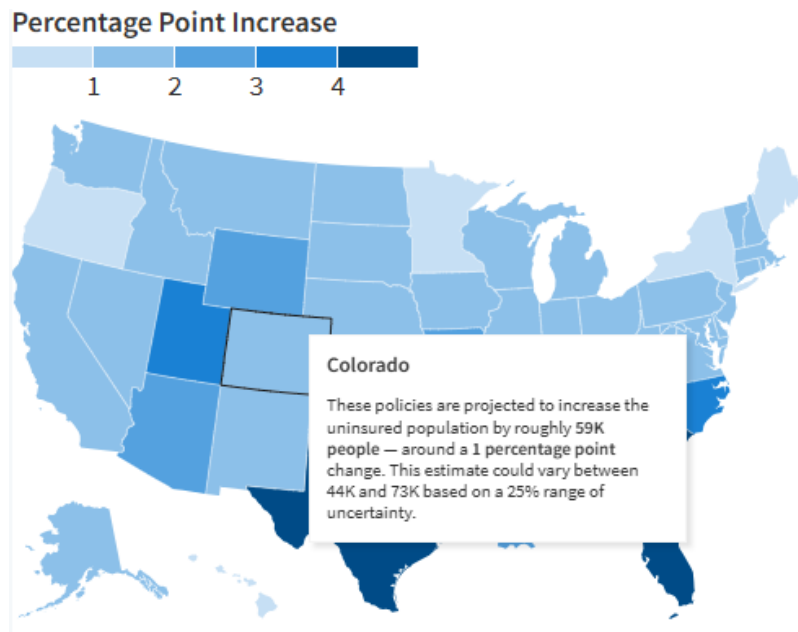 Percentage Point Increase
1 2 3 4
Colorado
These policies are projected to increase the
uninsured population by roughly 59K
people — around a 1 percentage point
change. This estimate could vary between
44K and 73K based on a 25% range of
uncertainty.